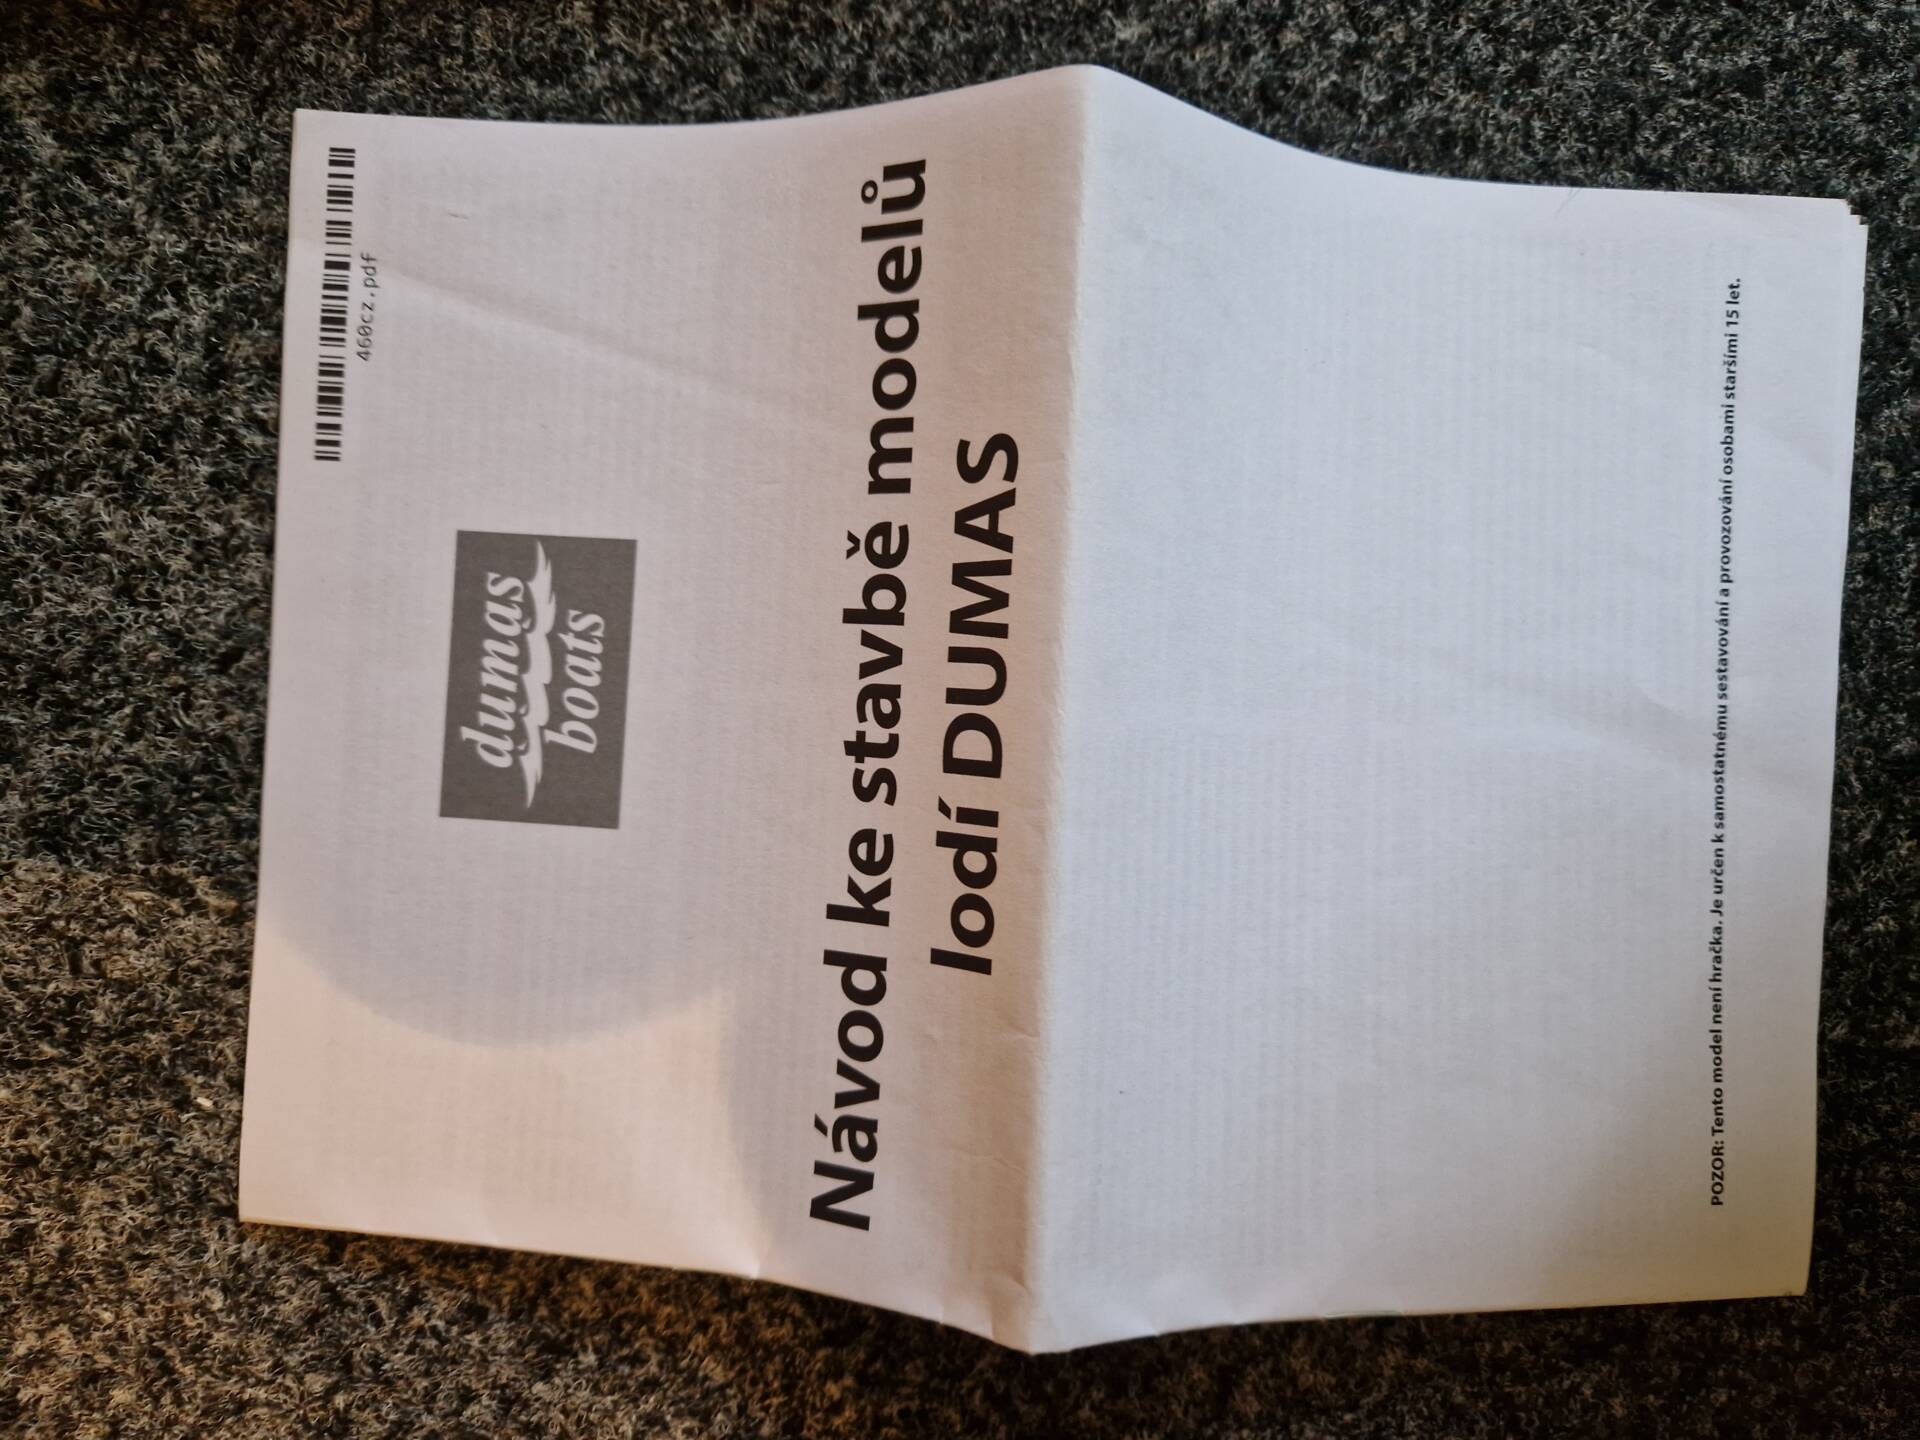 460cz.pdf
dumas
boats
Návod ke stavbě modelů
lodí DUMAS
POZOR: Tento model není hračka. Je určen k samostatnému sestavování a provozování osobami staršími 15 let.